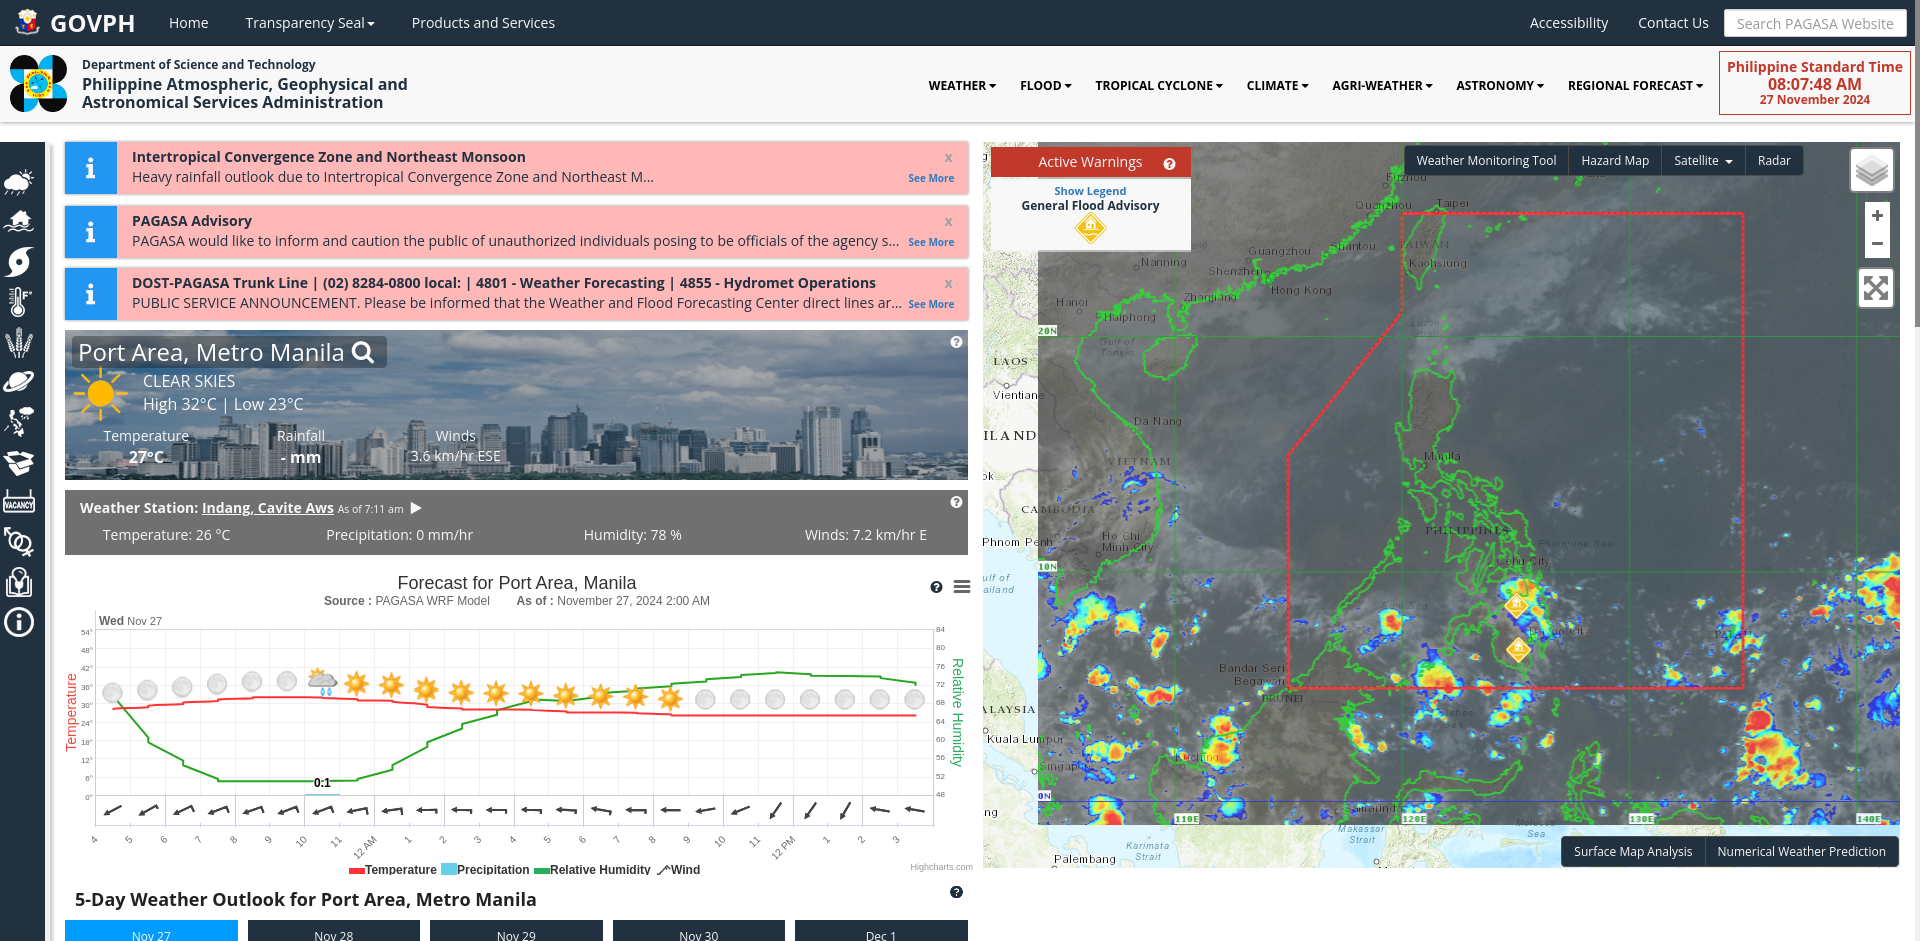 GOVPH
Home
Transparency Seal
Products and Services
Accessibility
Contact Us
Search PAGASA Website
Department of Science and Technology
Philippine Atmospheric, Geophysical and
Astronomical Services Administration
WEATHER
FLOOD
TROPICAL CYCLONE
CLIMATE
AGRI-WEATHER
ASTRONOMY
REGIONAL FORECAST
Philippine Standard Time
08:07:48 AM
27 November 2024
Intertropical Convergence Zone and Northeast Monsoon
x
Heavy rainfall outlook due to Intertropical Convergence Zone and Northeast M...
See More
PAGASA Advisory
x
PAGASA would like to inform and caution the public of unauthorized individuals posing to be officials of the agency s...
See More
DOST-PAGASA Trunk Line | (02) 8284-0800 local: | 4801 - Weather Forecasting | 4855 - Hydromet Operations
x
PUBLIC SERVICE ANNOUNCEMENT. Please be informed that the Weather and Flood Forecasting Center direct lines ar...
See More
Port Area, Metro Manila
CLEAR SKIES
High 32°C | Low 23°C
Temperature
27°C
Rainfall
- mm
Winds
3.6 km/hr ESE
Weather Station: Indang, Cavite Aws As of 7:11 am
Temperature: 26 °C
Precipitation: 0 mm/hr
Humidity: 78 %
Winds: 7.2 km/hr E
Forecast for Port Area, Manila
Source : PAGASA WRF Model As of : November 27, 2024 2:00 AM
Wed Nov 27
54°
48°
42°
36°
30°
24°
18°
12°
6°
0°
Temperature
84
80
76
72
68
64
60
56
52
48
Relative Humidity
0.1
4
5
6
7
8
9
10
11
12 AM
1
2
3
4
5
6
7
8
9
10
11
12 PM
1
2
3
Temperature
Precipitation
Relative Humidity
Wind
Highcharts.com
5-Day Weather Outlook for Port Area, Metro Manila
Nov 27
Nov 28
Nov 29
Nov 30
Dec 1
VACANCY
Active Warnings
Show Legend
General Flood Advisory
Weather Monitoring Tool
Hazard Map
Satellite
Radar
+
−
Fuzhou
Quanzhou
Taipei
TAIWAN
Kaohsiung
Shantou
Guangzhou
Shenzhen
Hong Kong
Nanning
Zhanjiang
Hanoi
Haiphong
Gulf of
Tonkin
Luzon
Strait
20N
LAOS
Vientiane
ILAND
Da Nang
VIETNAM
Manila
ok
CAMBODIA
Phnom Penh
Ho Chi
Minh City
PHILIPPINES
Philippine Sea
Cebu City
10N
ulf of
ailand
Davao City
PALAU
Bandar Seri
Begawan
BRUNEI
ALAYSIA
Kuala Lumpur
Kuching
Singapore
0N
ng
Samarinda
110E
120E
130E
140E
Makassar
Strait
Molucca
Sea
Karimata
Strait
Palembang
Surface Map Analysis
Numerical Weather Prediction